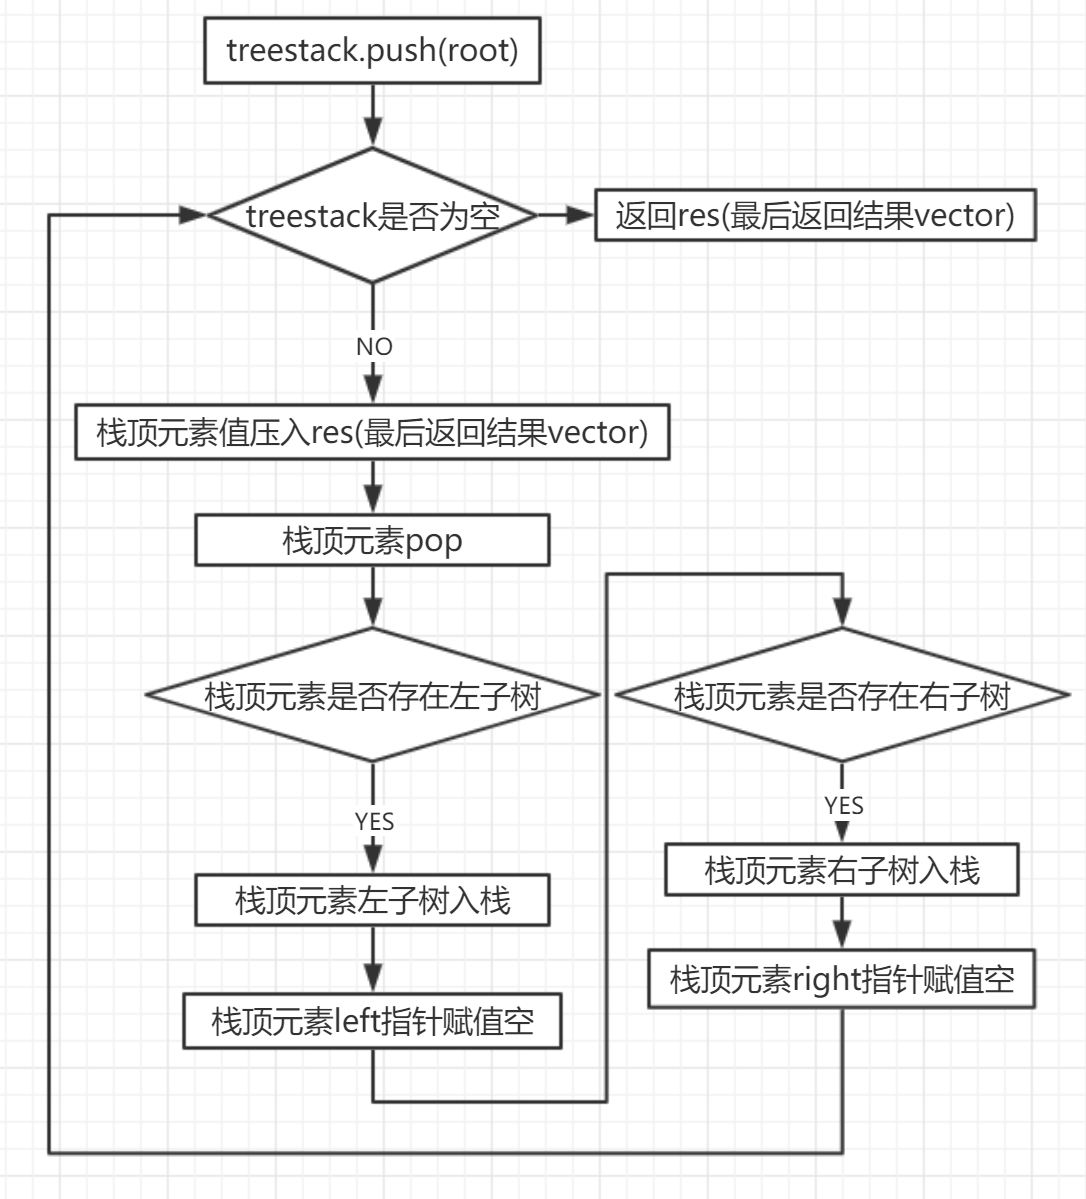 treestack.push(root)
treestack是否为空
返回res(最后返回结果vector)
NO
栈顶元素值压入res(最后返回结果vector)
栈顶元素pop
栈顶元素是否存在左子树
YES
栈顶元素左子树入栈
栈顶元素left指针赋值空
栈顶元素是否存在右子树
YES
栈顶元素右子树入栈
栈顶元素right指针赋值空